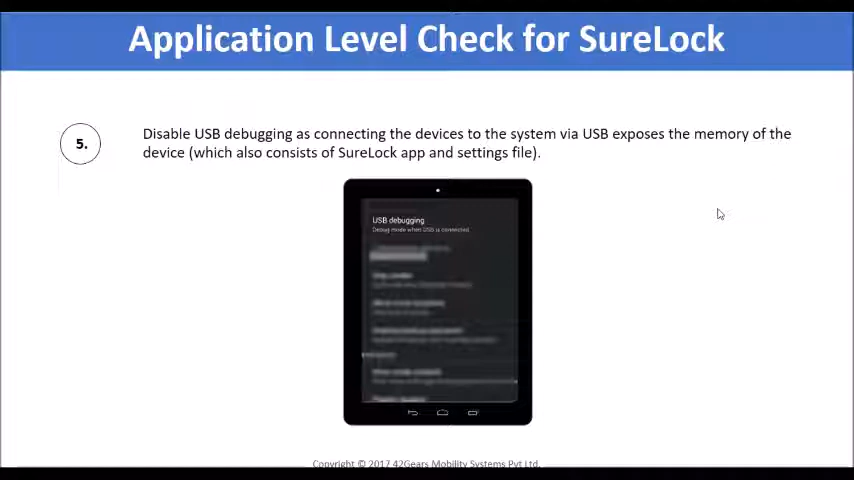 Application Level Check for SureLock
5.
Disable USB debugging as connecting the devices to the system via USB exposes the memory of the
device (which also consists of SureLock app and settings file).
USB debugging
Debug mode when USB is connected
Copyright © 2017 42Gears Mobility Systems Pvt Ltd.